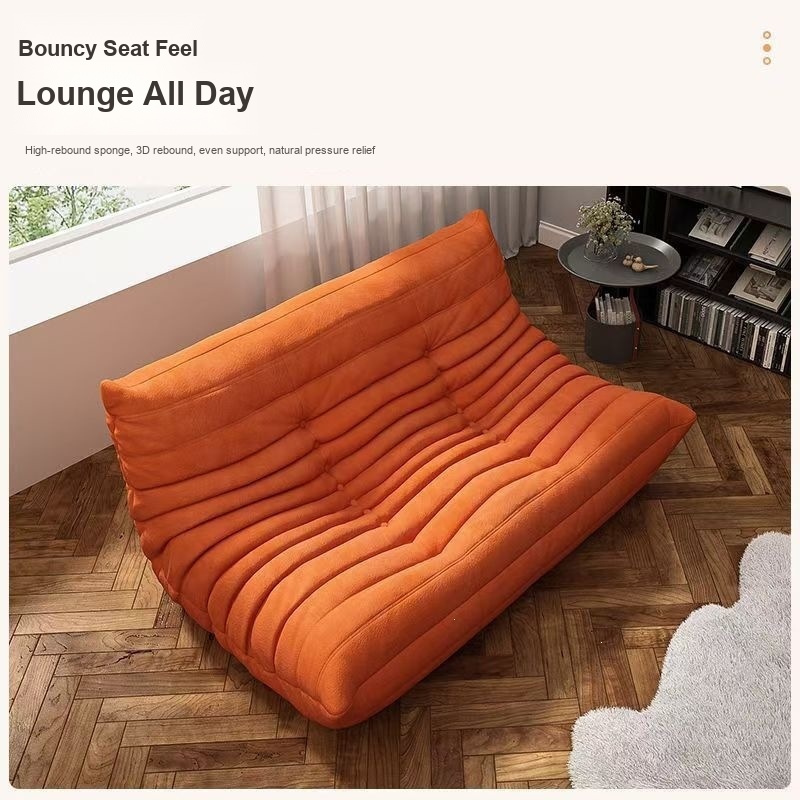 Bouncy Seat Feel
Lounge All Day
High-rebound sponge, 3D rebound, even support, natural pressure relief